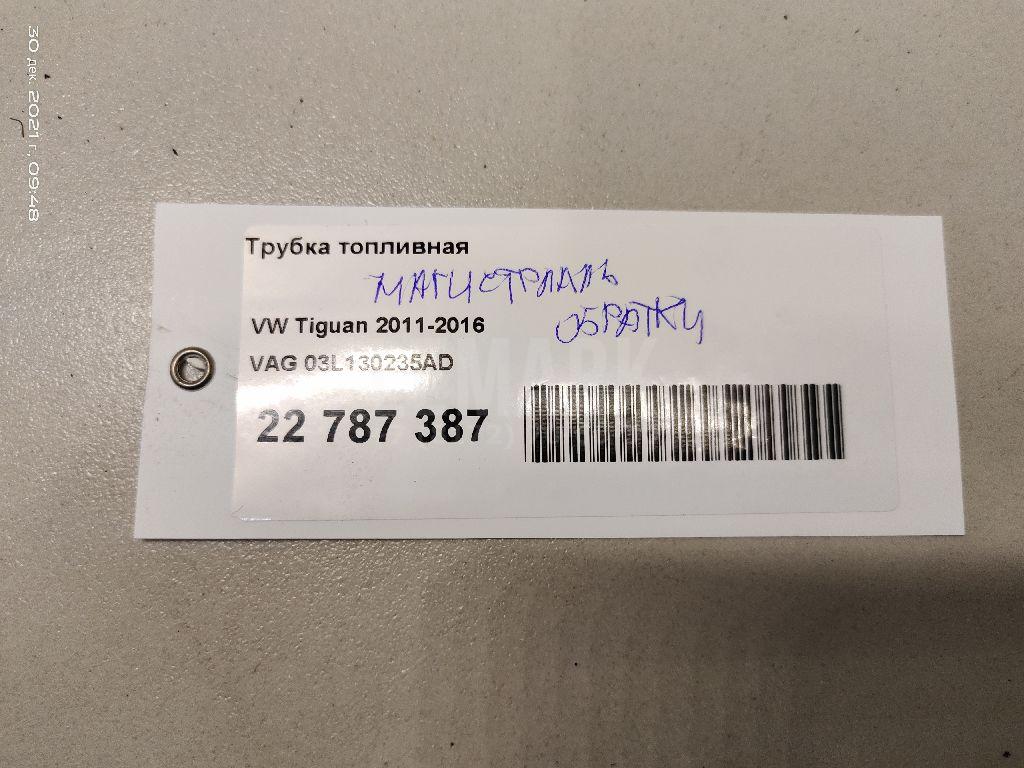 30 дек. 2021 г., 09:48
Трубка топливная
МАГИСТРАЛЬ
ОБРАТКИ
VW Tiguan 2011-2016
VAG 03L130235AD
22 787 387